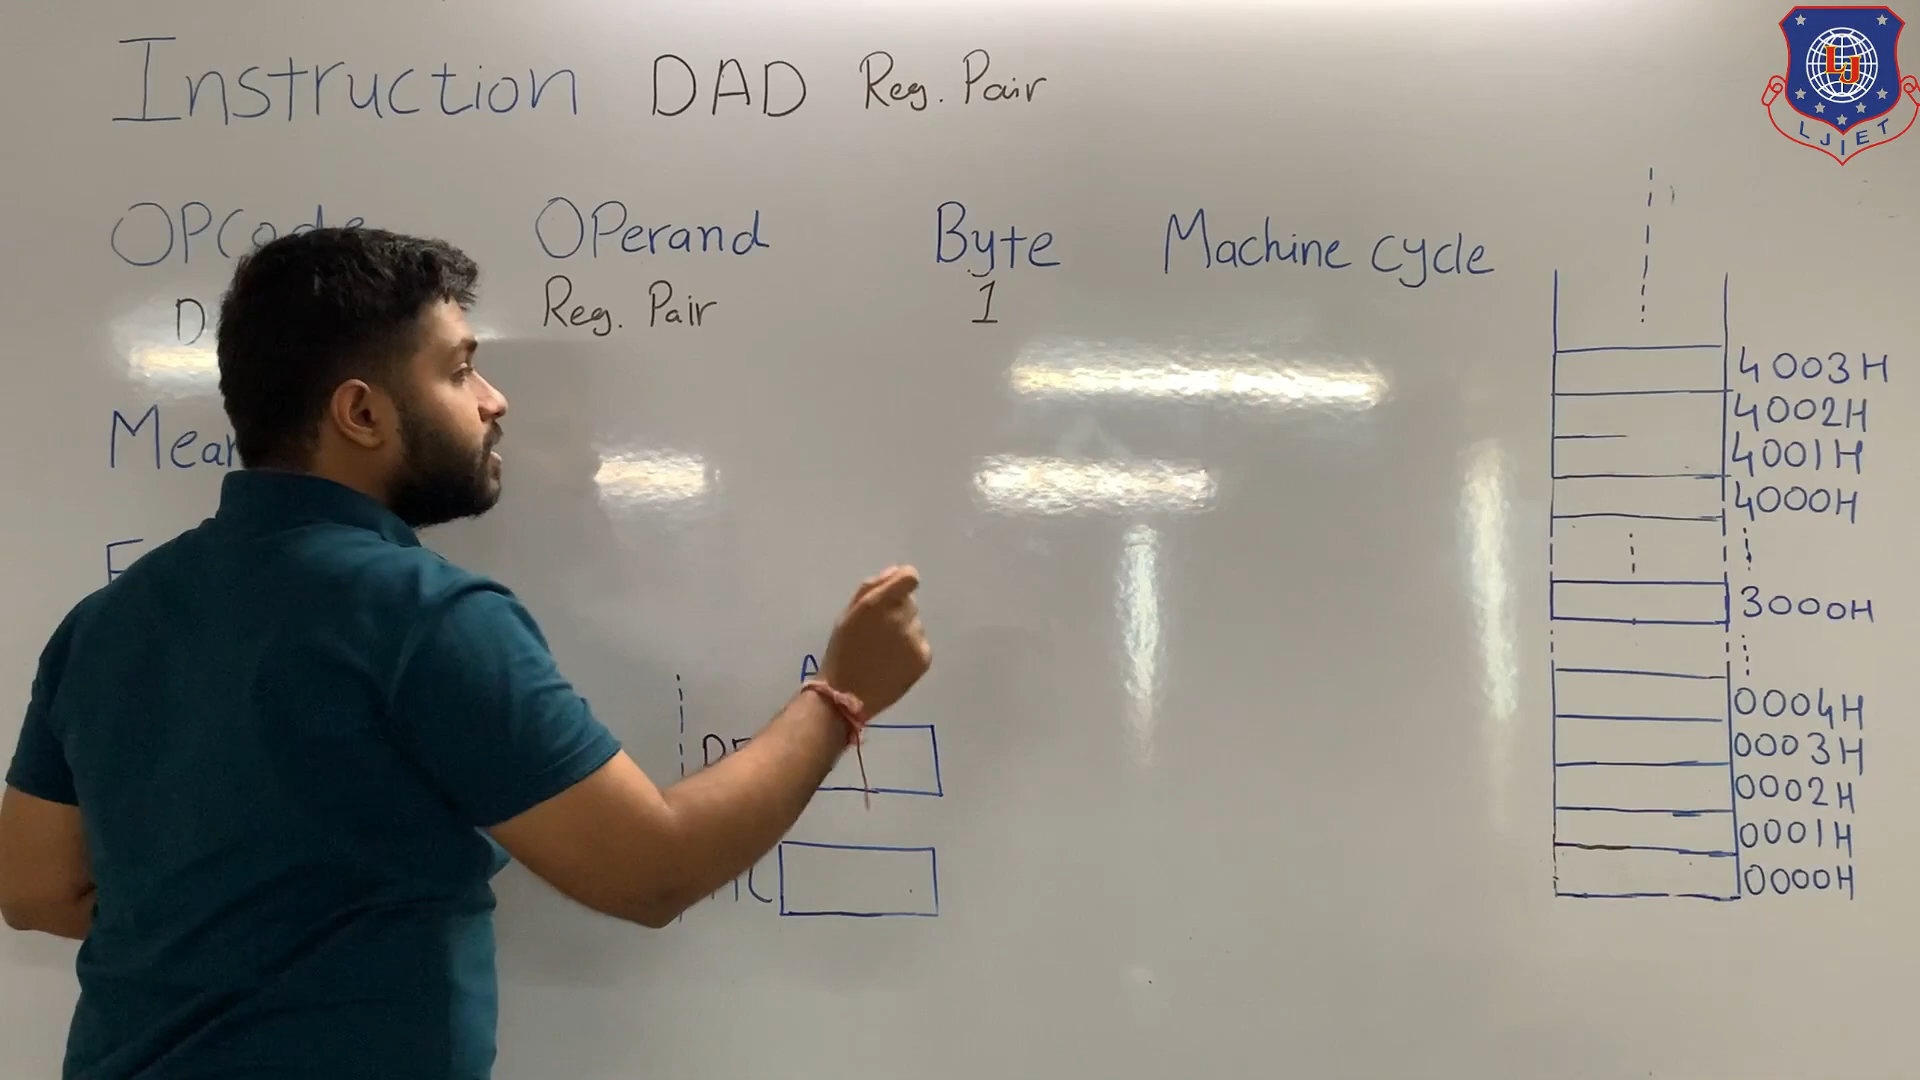 Instruction DAD Reg. Pair
OPCode Operand Byte Machine cycle
Reg. Pair 1
4003H
4002H
4001H
4000H
3000H
0004H
0003H
0002H
0001H
0000H
LJ
LJIET